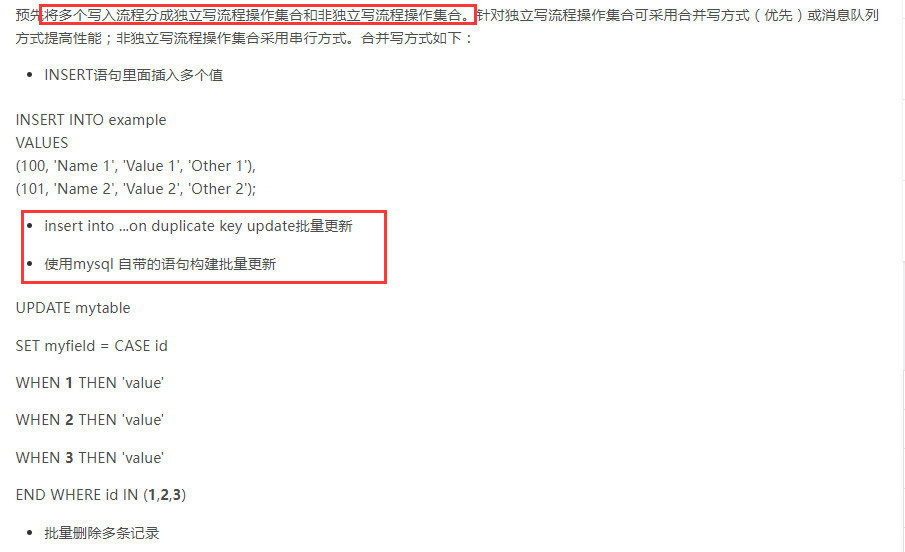 预先将多个写入流程分成独立写流程操作集合和非独立写流程操作集合。针对独立写流程操作集合可采用合并写方式（优先）或消息队列
方式提高性能；非独立写流程操作集合采用串行方式。合并写方式如下：
• INSERT语句里面插入多个值
INSERT INTO example
VALUES
(100, 'Name 1', 'Value 1', 'Other 1'),
(101, 'Name 2', 'Value 2', 'Other 2');
• insert into ...on duplicate key update批量更新
• 使用mysql 自带的语句构建批量更新
UPDATE mytable
SET myfield = CASE id
WHEN 1 THEN 'value'
WHEN 2 THEN 'value'
WHEN 3 THEN 'value'
END WHERE id IN (1,2,3)
• 批量删除多条记录